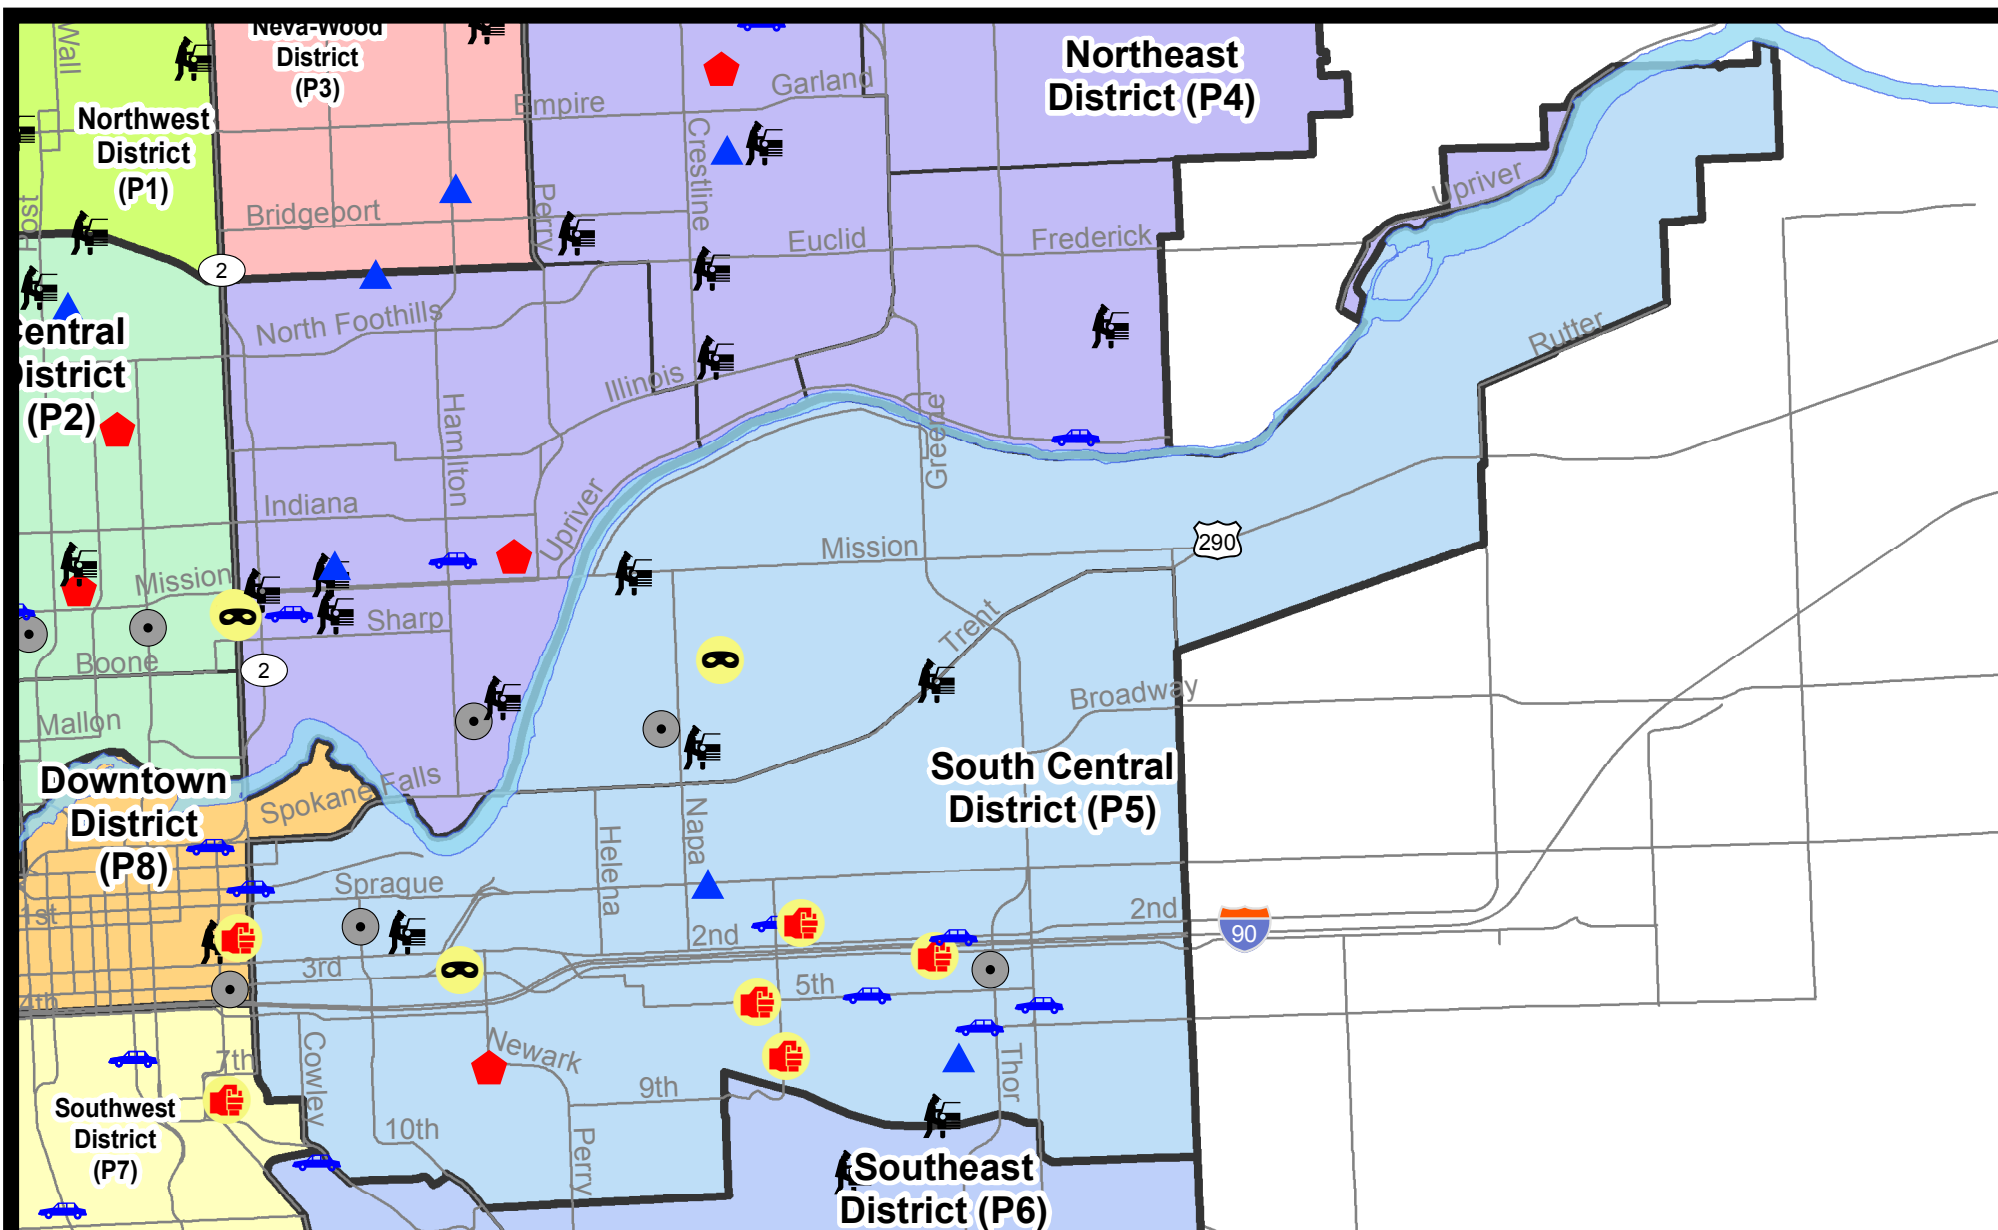 Neva-Wood
District
(P3)
Northeast
District (P4)
Wall
Garland
Empire
Northwest
District
(P1)
Crestline
Upriver
Post
Bridgeport
Perry
Euclid
Frederick
2
North Foothills
Central
District
(P2)
Rutter
Illinois
Hamilton
Greene
Indiana
Upriver
Mission
290
Mission
Sharp
Trent
Boone
2
Broadway
Mallon
South Central
District (P5)
Downtown
District
(P8)
Spokane Falls
Napa
Helena
Sprague
1st
2nd
2nd
90
3rd
5th
4th
Newark
Cowley
Thor
7th
9th
Southwest
District
(P7)
10th
Perry
Southeast
District (P6)